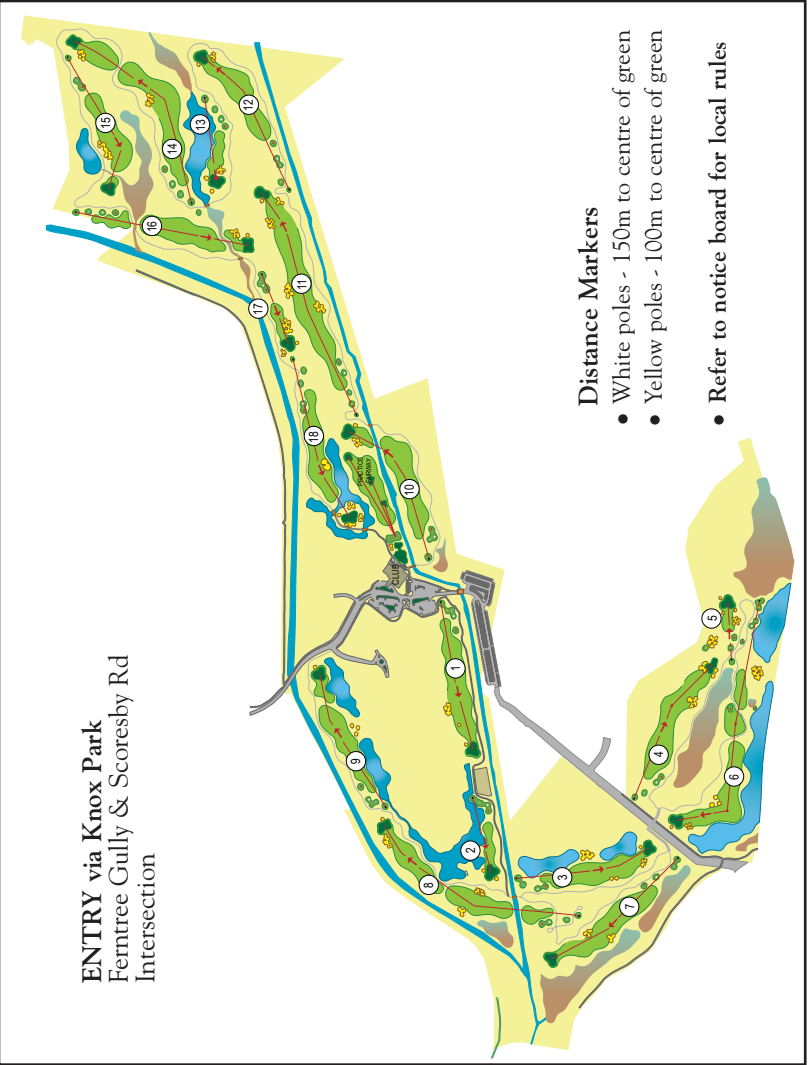 ENTRY via Knox Park
Ferntree Gully & Scoresby Rd
Intersection
Distance Markers
• White poles - 150m to centre of green
• Yellow poles - 100m to centre of green
• Refer to notice board for local rules
CLUB
PRACTICE
FAIRWAY
1
2
3
4
5
6
7
8
9
10
11
12
13
14
15
16
17
18